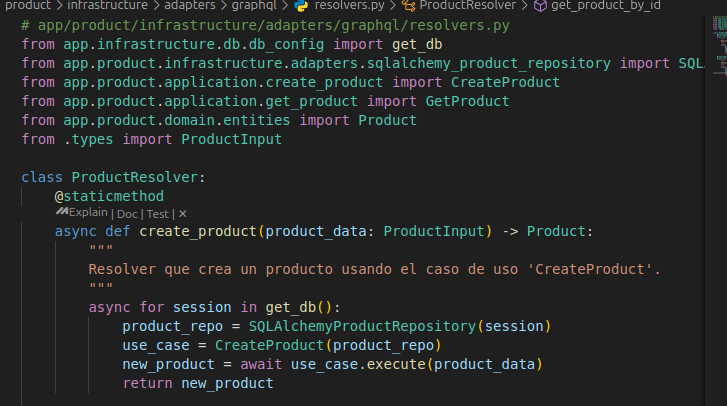 product > infrastructure > adapters > graphql > resolvers.py > ProductResolver > get_product_by_id
# app/product/infrastructure/adapters/graphql/resolvers.py
from app.infrastructure.db.db_config import get_db
from app.product.infrastructure.adapters.sqlalchemy_product_repository import SQL
from app.product.application.create_product import CreateProduct
from app.product.application.get_product import GetProduct
from app.product.domain.entities import Product
from .types import ProductInput
class ProductResolver:
@staticmethod
Explain | Doc | Test | ✕
async def create_product(product_data: ProductInput) -> Product:
"""
Resolver que crea un producto usando el caso de uso 'CreateProduct'.
"""
async for session in get_db():
product_repo = SQLAlchemyProductRepository(session)
use_case = CreateProduct(product_repo)
new_product = await use_case.execute(product_data)
return new_product